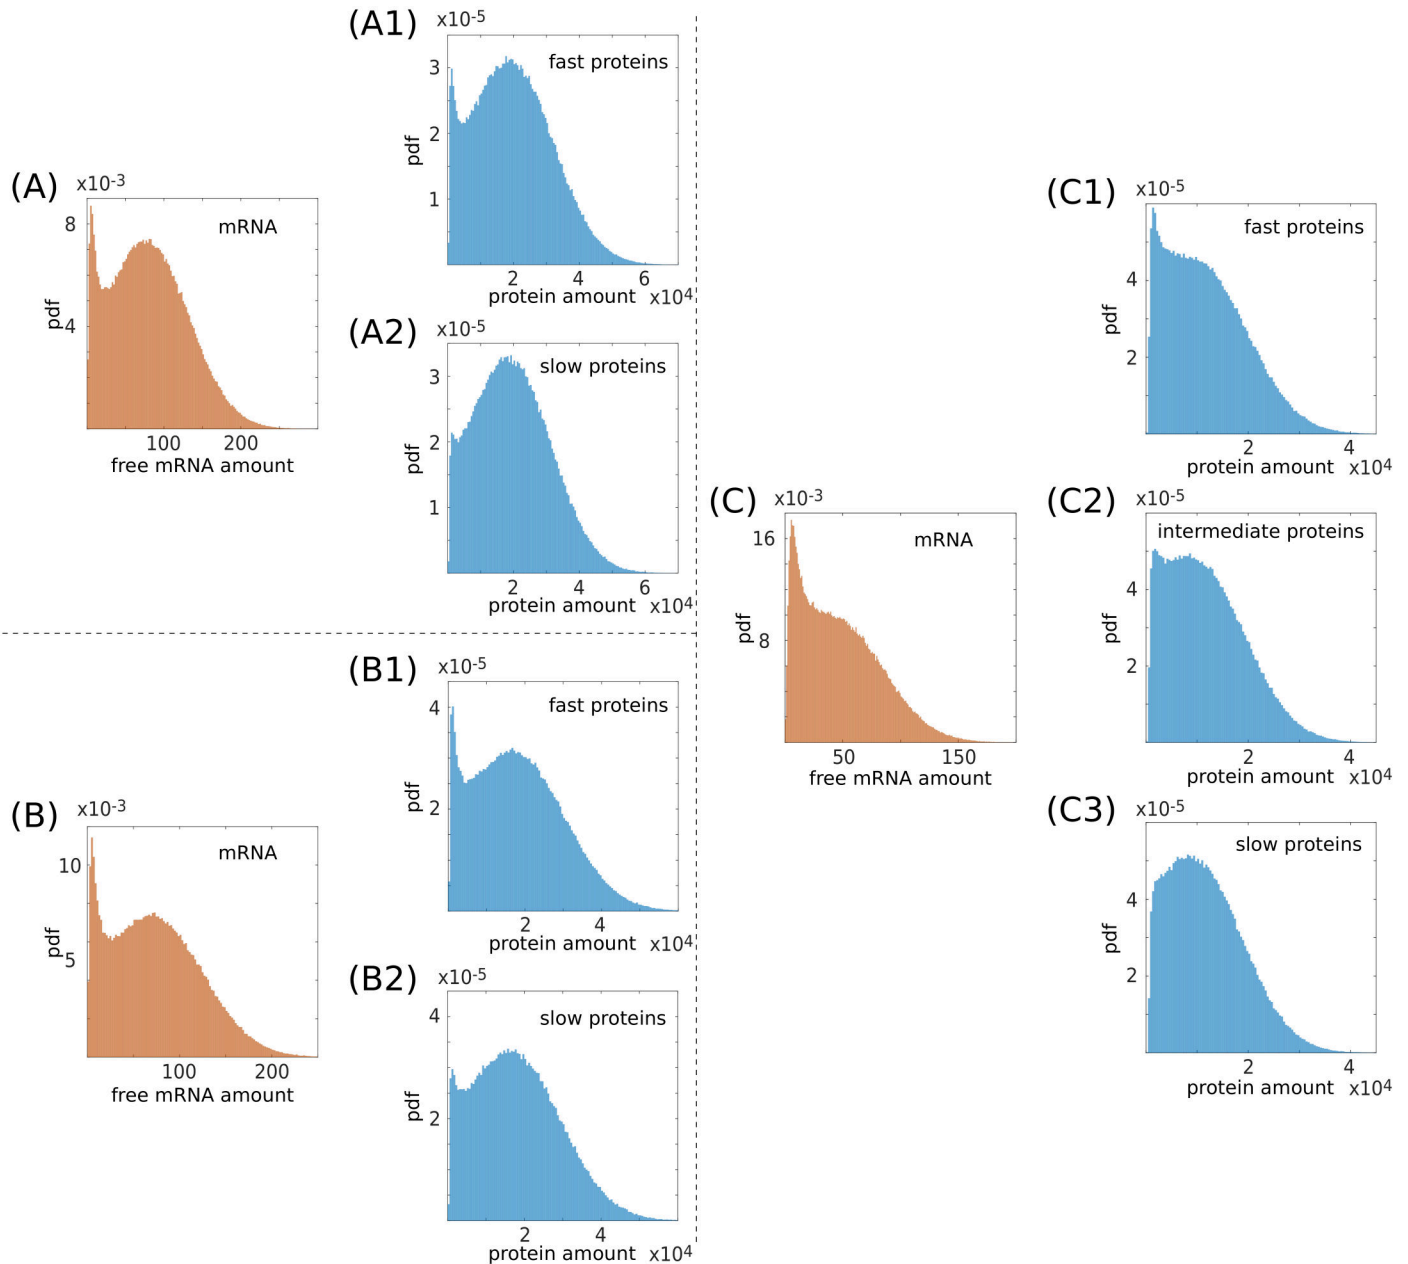 (A)
x10-3
8
4
pdf
mRNA
100 200
free mRNA amount
(A1)
x10-5
3
2
1
pdf
fast proteins
2 4 6
protein amount x104
(A2)
x10-5
3
2
1
pdf
slow proteins
2 4 6
protein amount x104
(B)
x10-3
10
5
pdf
mRNA
100 200
free mRNA amount
(B1)
x10-5
4
2
pdf
fast proteins
2 4
protein amount x104
(B2)
x10-5
4
2
pdf
slow proteins
2 4
protein amount x104
(C)
x10-3
16
8
pdf
mRNA
50 150
free mRNA amount
(C1)
x10-5
4
2
pdf
fast proteins
2 4
protein amount x104
(C2)
x10-5
4
2
pdf
intermediate proteins
2 4
protein amount x104
(C3)
x10-5
4
2
pdf
slow proteins
2 4
protein amount x104